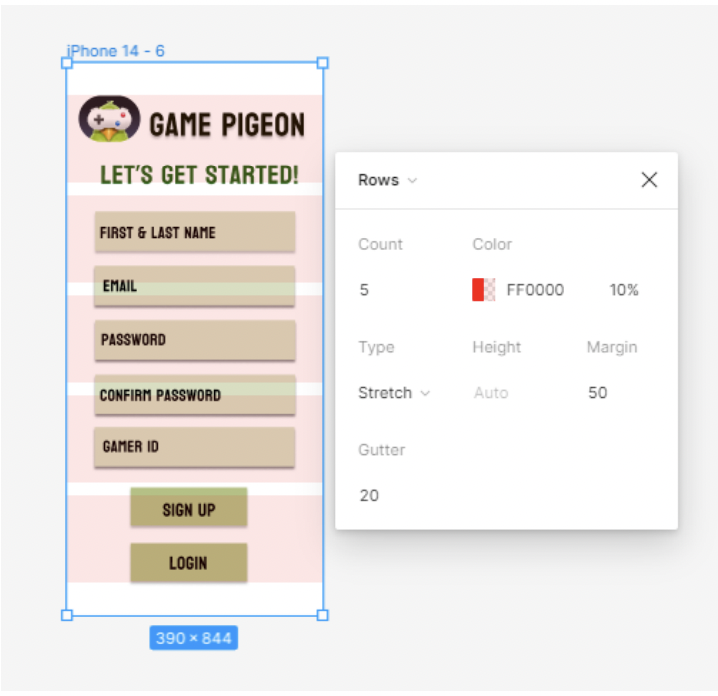 iPhone 14 - 6
GAME PIGEON
LET'S GET STARTED!
FIRST & LAST NAME
EMAIL
PASSWORD
CONFIRM PASSWORD
GAMER ID
SIGN UP
LOGIN
390 × 844
Rows
Count Color
5 FF0000 10%
Type Height Margin
Stretch Auto 50
Gutter
20